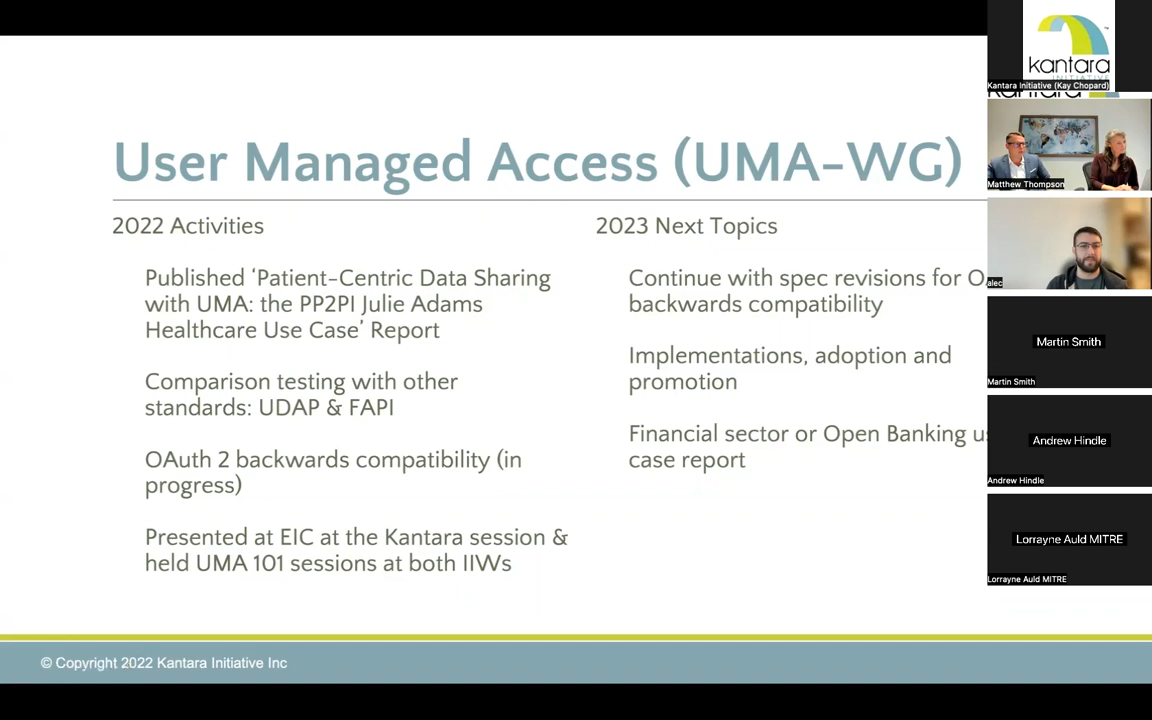 User Managed Access (UMA-WG)
2022 Activities
Published ‘Patient-Centric Data Sharing
with UMA: the PP2PI Julie Adams
Healthcare Use Case’ Report
Comparison testing with other
standards: UDAP & FAPI
OAuth 2 backwards compatibility (in
progress)
Presented at EIC at the Kantara session &
held UMA 101 sessions at both IIWs
2023 Next Topics
Continue with spec revisions for
backwards compatibility
Implementations, adoption and
promotion
Financial sector or Open Banking
case report
© Copyright 2022 Kantara Initiative Inc
kantara
INITIATIVE
Kantara Initiative (Kay Chopard)
Matthew Thompson
alec
Martin Smith
Martin Smith
Andrew Hindle
Andrew Hindle
Lorrayne Auld MITRE
Lorrayne Auld MITRE